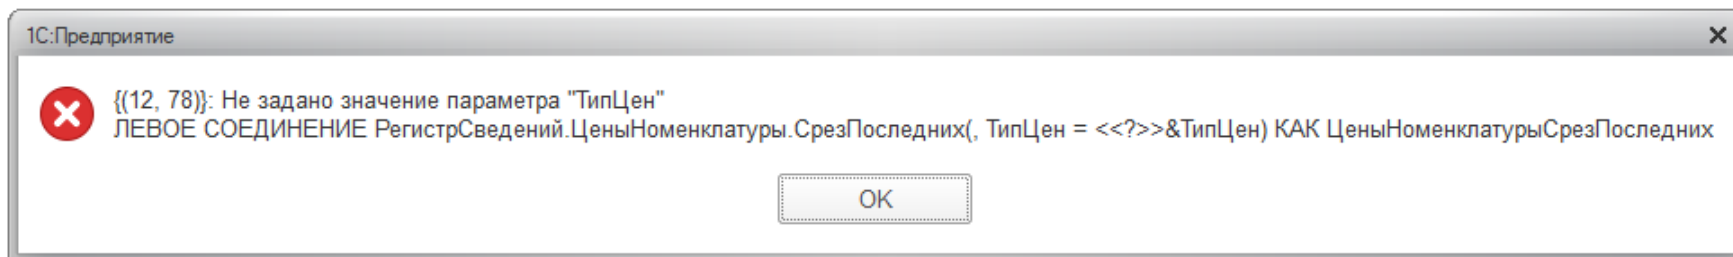 1С:Предприятие
{(12, 78)}: Не задано значение параметра "ТипЦен"
ЛЕВОЕ СОЕДИНЕНИЕ РегистрСведений.ЦеныНоменклатуры.СрезПоследних(, ТипЦен = <<?>>&ТипЦен) КАК ЦеныНоменклатурыСрезПоследних
OK